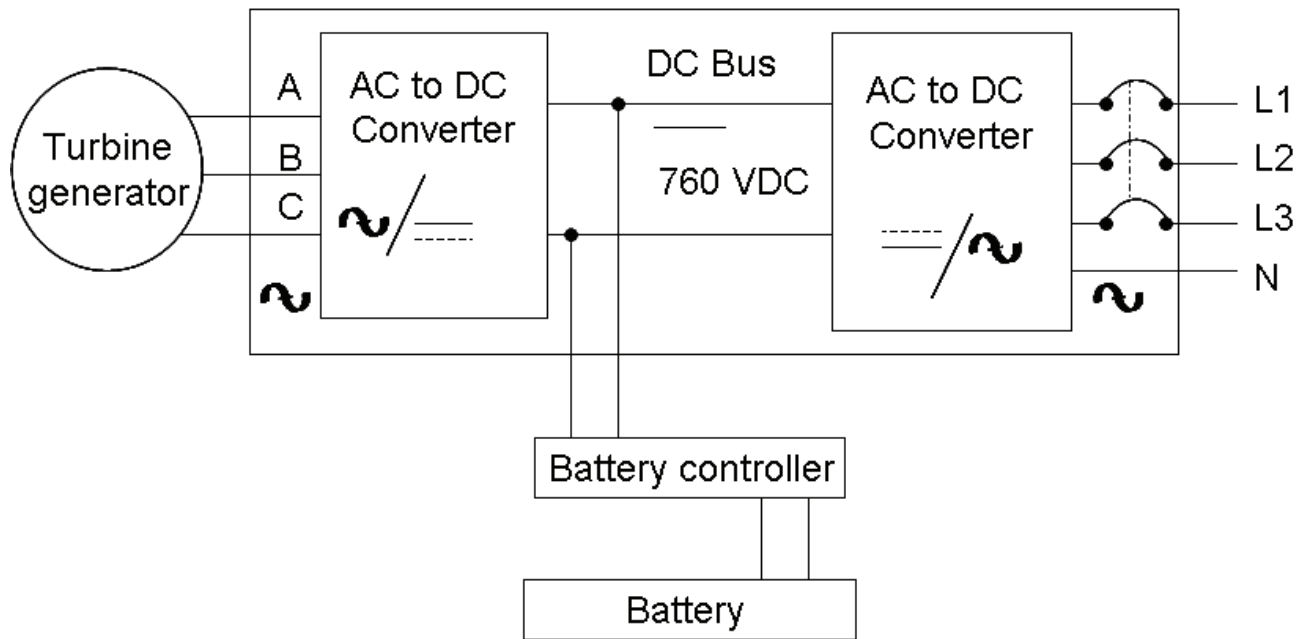 Turbine
generator
A
B
C
AC to DC
Converter
DC Bus
760 VDC
AC to DC
Converter
L1
L2
L3
N
Battery controller
Battery